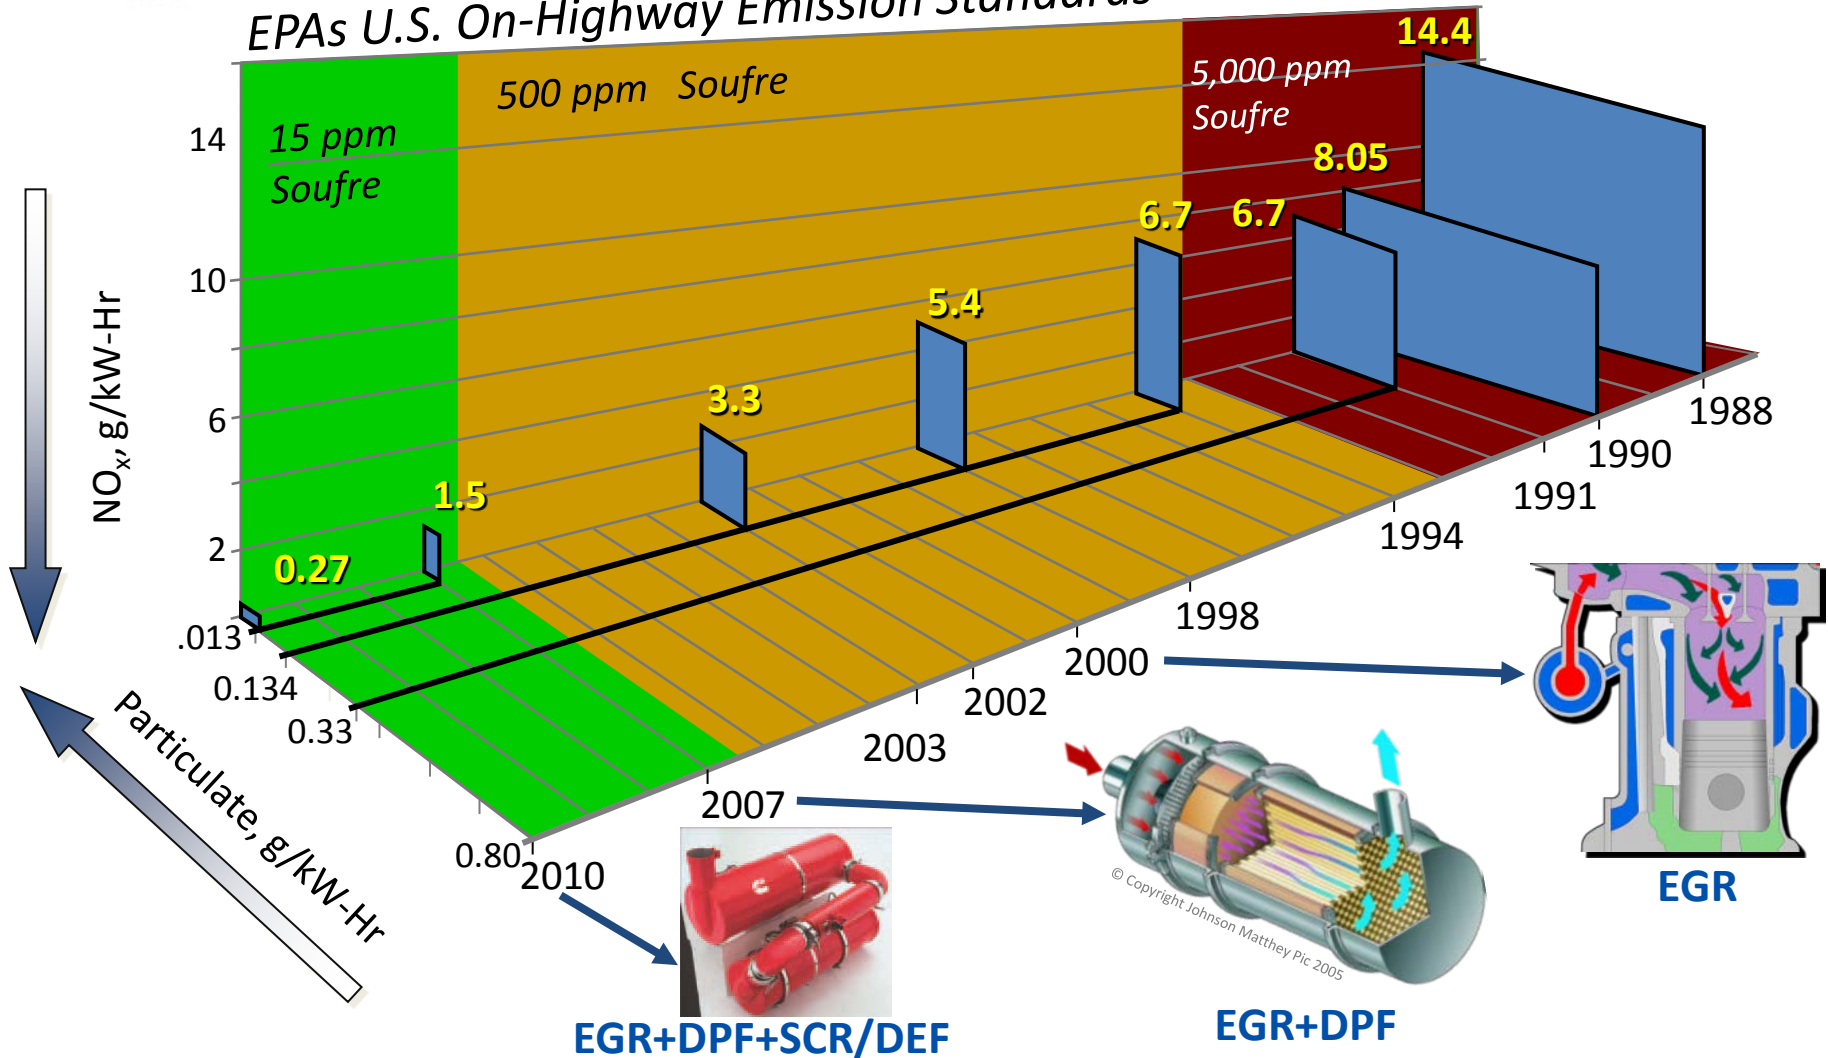 EPAs U.S. On-Highway Emission Standards
500 ppm Soufre
15 ppm
Soufre
5,000 ppm
Soufre
14.4
8.05
6.7
6.7
5.4
3.3
1.5
0.27
14
10
6
2
NOx, g/kW-Hr
.013
0.134
0.33
0.80
Particulate, g/kW-Hr
1988
1990
1991
1994
1998
2000
2002
2003
2007
2010
© Copyright Johnson Matthey Pic 2005
EGR
EGR+DPF
EGR+DPF+SCR/DEF